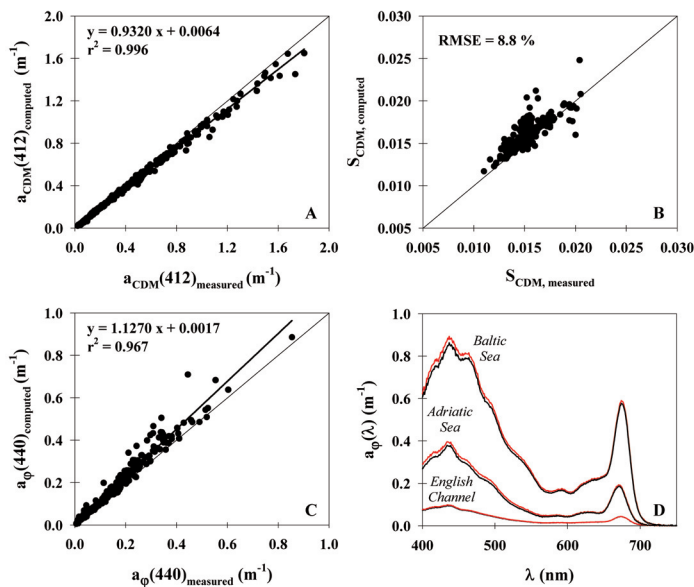 y = 0.9320 x + 0.0064
r² = 0.996
a_CDM(412)_computed (m⁻¹)
2.0
1.6
1.2
0.8
0.4
0.0
A
0.0 0.4 0.8 1.2 1.6 2.0
a_CDM(412)_measured (m⁻¹)
RMSE = 8.8 %
S_CDM, computed
0.030
0.025
0.020
0.015
0.010
0.005
B
0.005 0.010 0.015 0.020 0.025 0.030
S_CDM, measured
y = 1.1270 x + 0.0017
r² = 0.967
a_φ(440)_computed (m⁻¹)
1.0
0.8
0.6
0.4
0.2
0.0
C
0.0 0.2 0.4 0.6 0.8 1.0
a_φ(440)_measured (m⁻¹)
a_φ(λ) (m⁻¹)
1.0
0.8
0.6
0.4
0.2
0.0
Baltic
Sea
Adriatic
Sea
English
Channel
D
400 500 600 700
λ (nm)